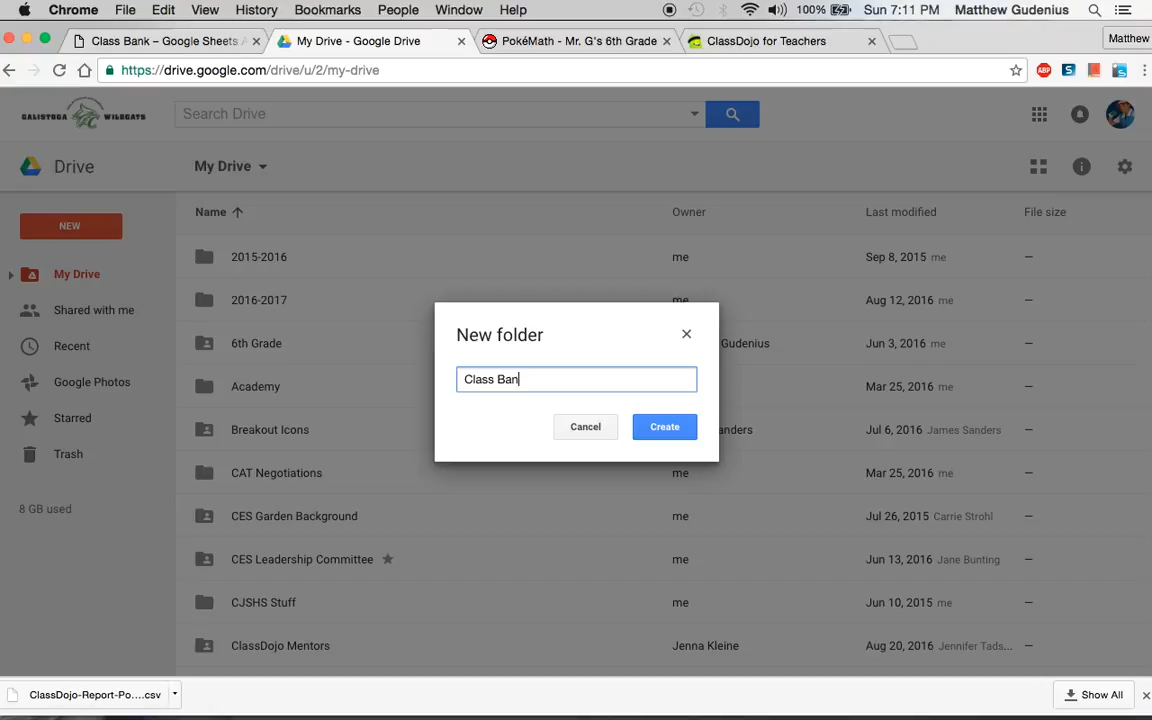 Chrome File Edit View History Bookmarks People Window Help 100% Sun 7:11 PM Matthew Gudenius
Class Bank – Google Sheets A My Drive - Google Drive PokéMath - Mr. G's 6th Grade ClassDojo for Teachers Matthew
https://drive.google.com/drive/u/2/my-drive ABP S
CALISTOGA WILDCATS Search Drive
Drive My Drive
NEW Name Owner Last modified File size
2015-2016 me Sep 8, 2015 me –
My Drive
2016-2017 me Aug 12, 2016 me –
Shared with me
New folder
6th Grade Gudenius Jun 3, 2016 me –
Recent
Class Ban
Google Photos Academy Mar 25, 2016 me –
Starred
Cancel Create
Breakout Icons anders Jul 6, 2016 James Sanders –
Trash
CAT Negotiations me Mar 25, 2016 me –
8 GB used
CES Garden Background me Jul 26, 2015 Carrie Strohl –
CES Leadership Committee me Jun 13, 2016 Jane Bunting –
CJSHS Stuff me Jun 10, 2015 me –
ClassDojo Mentors Jenna Kleine Aug 20, 2016 Jennifer Tads... –
ClassDojo-Report-Po....csv Show All